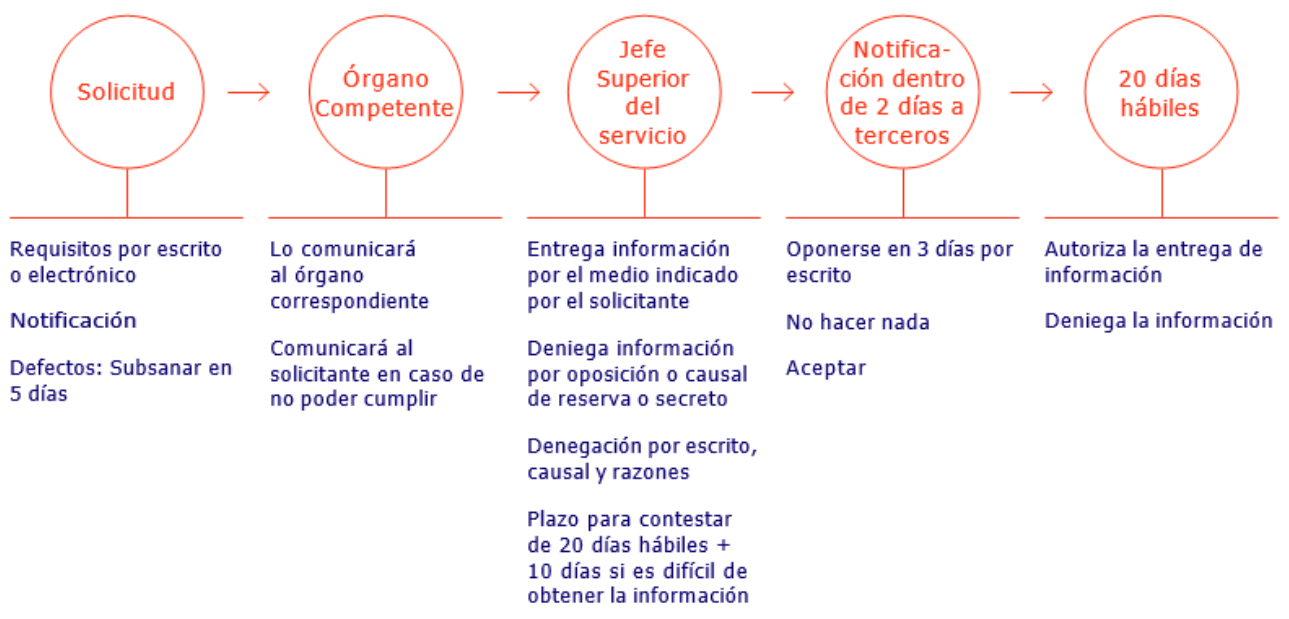 Solicitud
Requisitos por escrito
o electrónico
Notificación
Defectos: Subsanar en
5 días
Órgano
Competente
Lo comunicará
al órgano
correspondiente
Comunicará al
solicitante en caso de
no poder cumplir
Jefe
Superior
del
servicio
Entrega información
por el medio indicado
por el solicitante
Deniega información
por oposición o causal
de reserva o secreto
Denegación por escrito,
causal y razones
Plazo para contestar
de 20 días hábiles +
10 días si es difícil de
obtener la información
Notifica-
ción dentro
de 2 días a
terceros
Oponerse en 3 días por
escrito
No hacer nada
Aceptar
20 días
hábiles
Autoriza la entrega de
información
Deniega la información